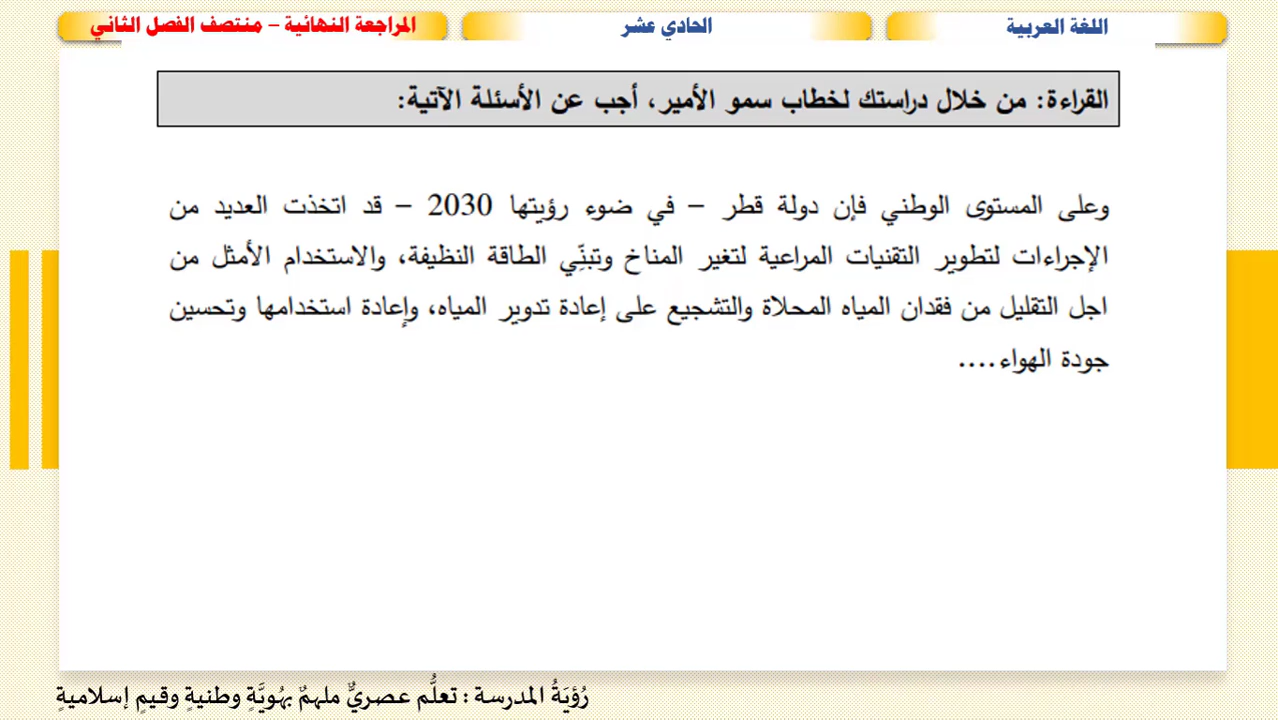 اللغة العربية
الحادي عشر
المراجعة النهائية – منتصف الفصل الثاني
القراءة: من خلال دراستك لخطاب سمو الأمير، أجب عن الأسئلة الآتية:
وعلى المستوى الوطني فإن دولة قطر – في ضوء رؤيتها 2030 – قد اتخذت العديد من
الإجراءات لتطوير التقنيات المراعية لتغير المناخ وتبنّي الطاقة النظيفة، والاستخدام الأمثل من
اجل التقليل من فقدان المياه المحلاة والتشجيع على إعادة تدوير المياه، وإعادة استخدامها وتحسين
جودة الهواء....
رُؤيَةُ المدرسة : تعلُّم عصريٌّ ملهمٌ بهُويَّةٍ وطنيةٍ وقيمٍ إسلاميةٍ